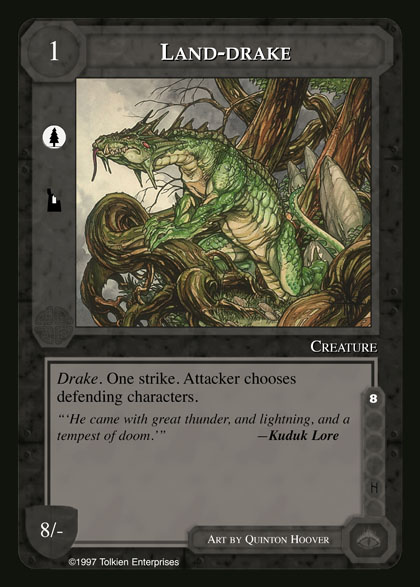 1
LAND-DRAKE
CREATURE
Drake. One strike. Attacker chooses
defending characters.
“‘He came with great thunder, and lightning, and a
tempest of doom.’” —Kuduk Lore
8
8/-
ART BY QUINTON HOOVER
©1997 Tolkien Enterprises